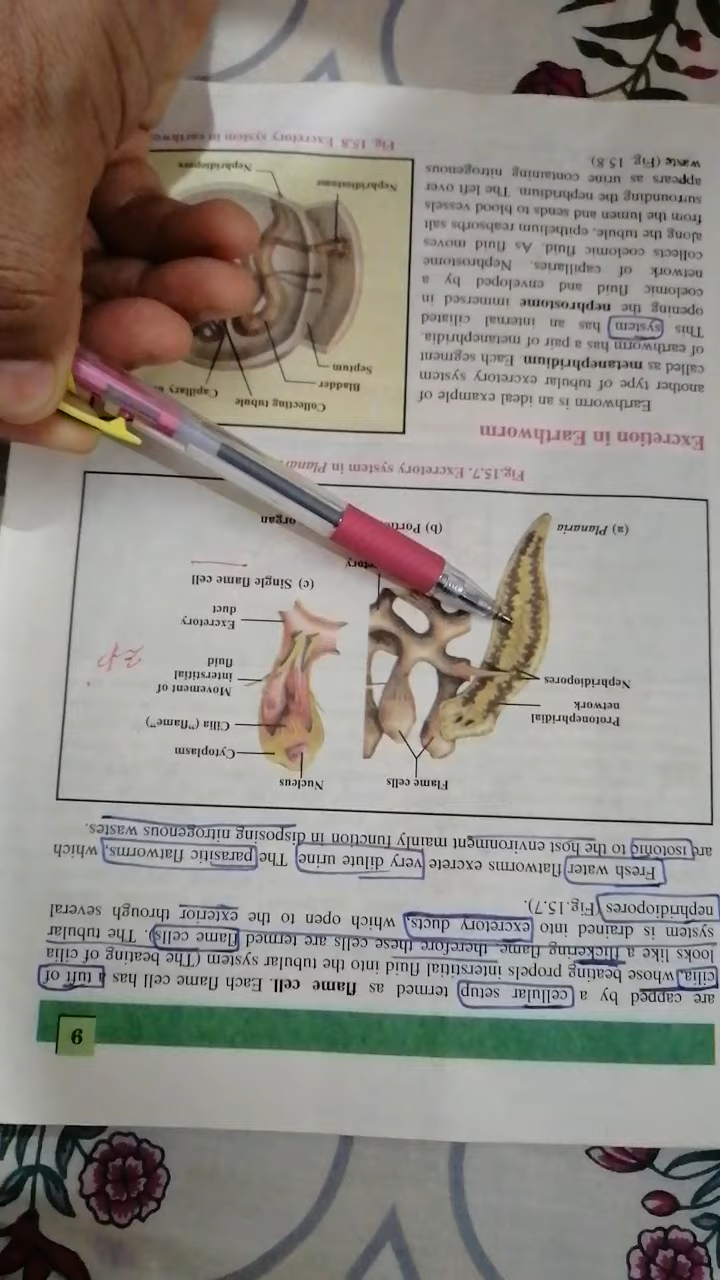 9
are capped by a cellular setup termed as flame cell. Each flame cell has a tuft of
cilia, whose beating propels interstitial fluid into the tubular system (The beating of cilia
looks like a flickering flame, therefore these cells are termed flame cells). The tubular
system is drained into excretory ducts, which open to the exterior through several
nephridiopores (Fig.15.7).
Fresh water flatworms excrete very dilute urine. The parasitic flatworms, which
are isotonic to the host environment mainly function in disposing nitrogenous wastes.
Flame cells
Nucleus
Protonephridial
network
Nephridiopores
Cytoplasm
Cilia ("flame")
Movement of
interstitial
fluid
Excretory
duct
(a) Planaria
(c) Single flame cell
organ
Fig.15.7. Excretory system in
Excretion in Earthworm
Earthworm is an ideal example of
another type of tubular excretory system
called as metanephridium. Each segment
of earthworm has a pair of metanephridia.
This system has an internal ciliated
opening the nephrostome immersed in
coelomic fluid and enveloped by a
network of capillaries. Nephrostome
collects coelomic fluid. As fluid moves
along the tubule, epithelium reabsorbs salt
from the lumen and sends to blood vessels
surrounding the nephridium. The left over
appears as urine containing nitrogenous
waste (Fig. 15.8)
Collecting tubule
Bladder
Capillary
Septum
Nephridiopore
Fig. 15.8. Excretory system in